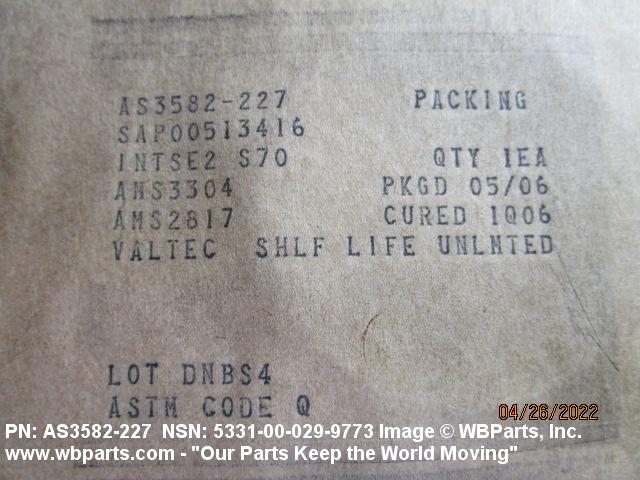 AS3582-227 PACKING
SAP00513416
INTSE2 S70 QTY 1EA
AMS3304 PKGD 05/06
AMS2817 CURED 1Q06
VALTEC SHLF LIFE UNLMTED
LOT DNBS4
ASTM CODE Q
04/26/2022
PN: AS3582-227 NSN: 5331-00-029-9773 Image © WBParts, Inc.
www.wbparts.com - "Our Parts Keep the World Moving"